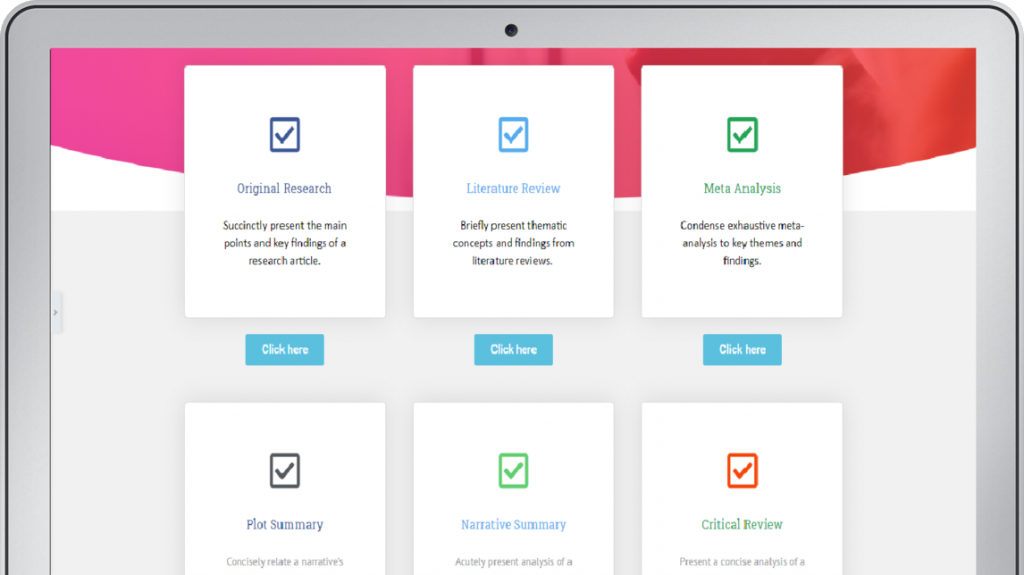 Original Research
Literature Review
Meta Analysis
Succinctly present the main
points and key findings of a
research article.
Briefly present thematic
concepts and findings from
literature reviews.
Condense exhaustive meta-
analysis to key themes and
findings.
Click here
Click here
Click here
Plot Summary
Narrative Summary
Critical Review
Concisely relate a narrative's
Acutely present analysis of a
Present a concise analysis of a